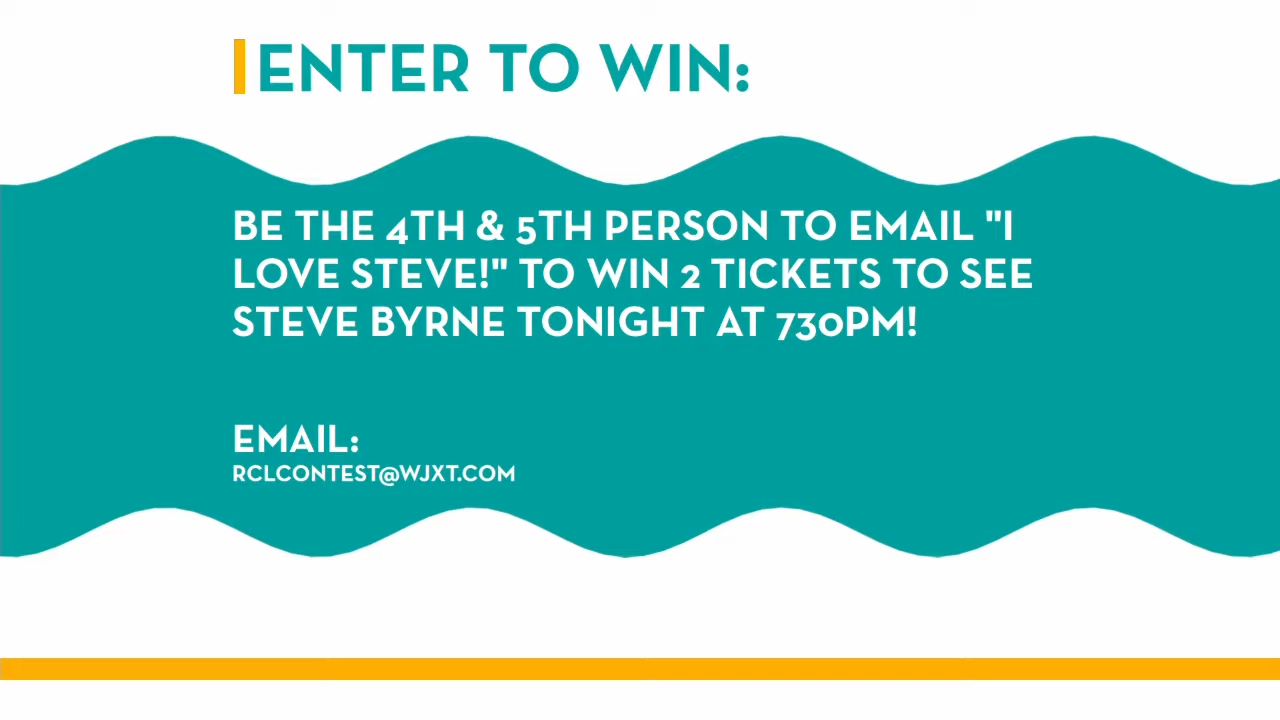 ENTER TO WIN:
BE THE 4TH & 5TH PERSON TO EMAIL "I
LOVE STEVE!" TO WIN 2 TICKETS TO SEE
STEVE BYRNE TONIGHT AT 730PM!
EMAIL:
RCLCONTEST@WJXT.COM